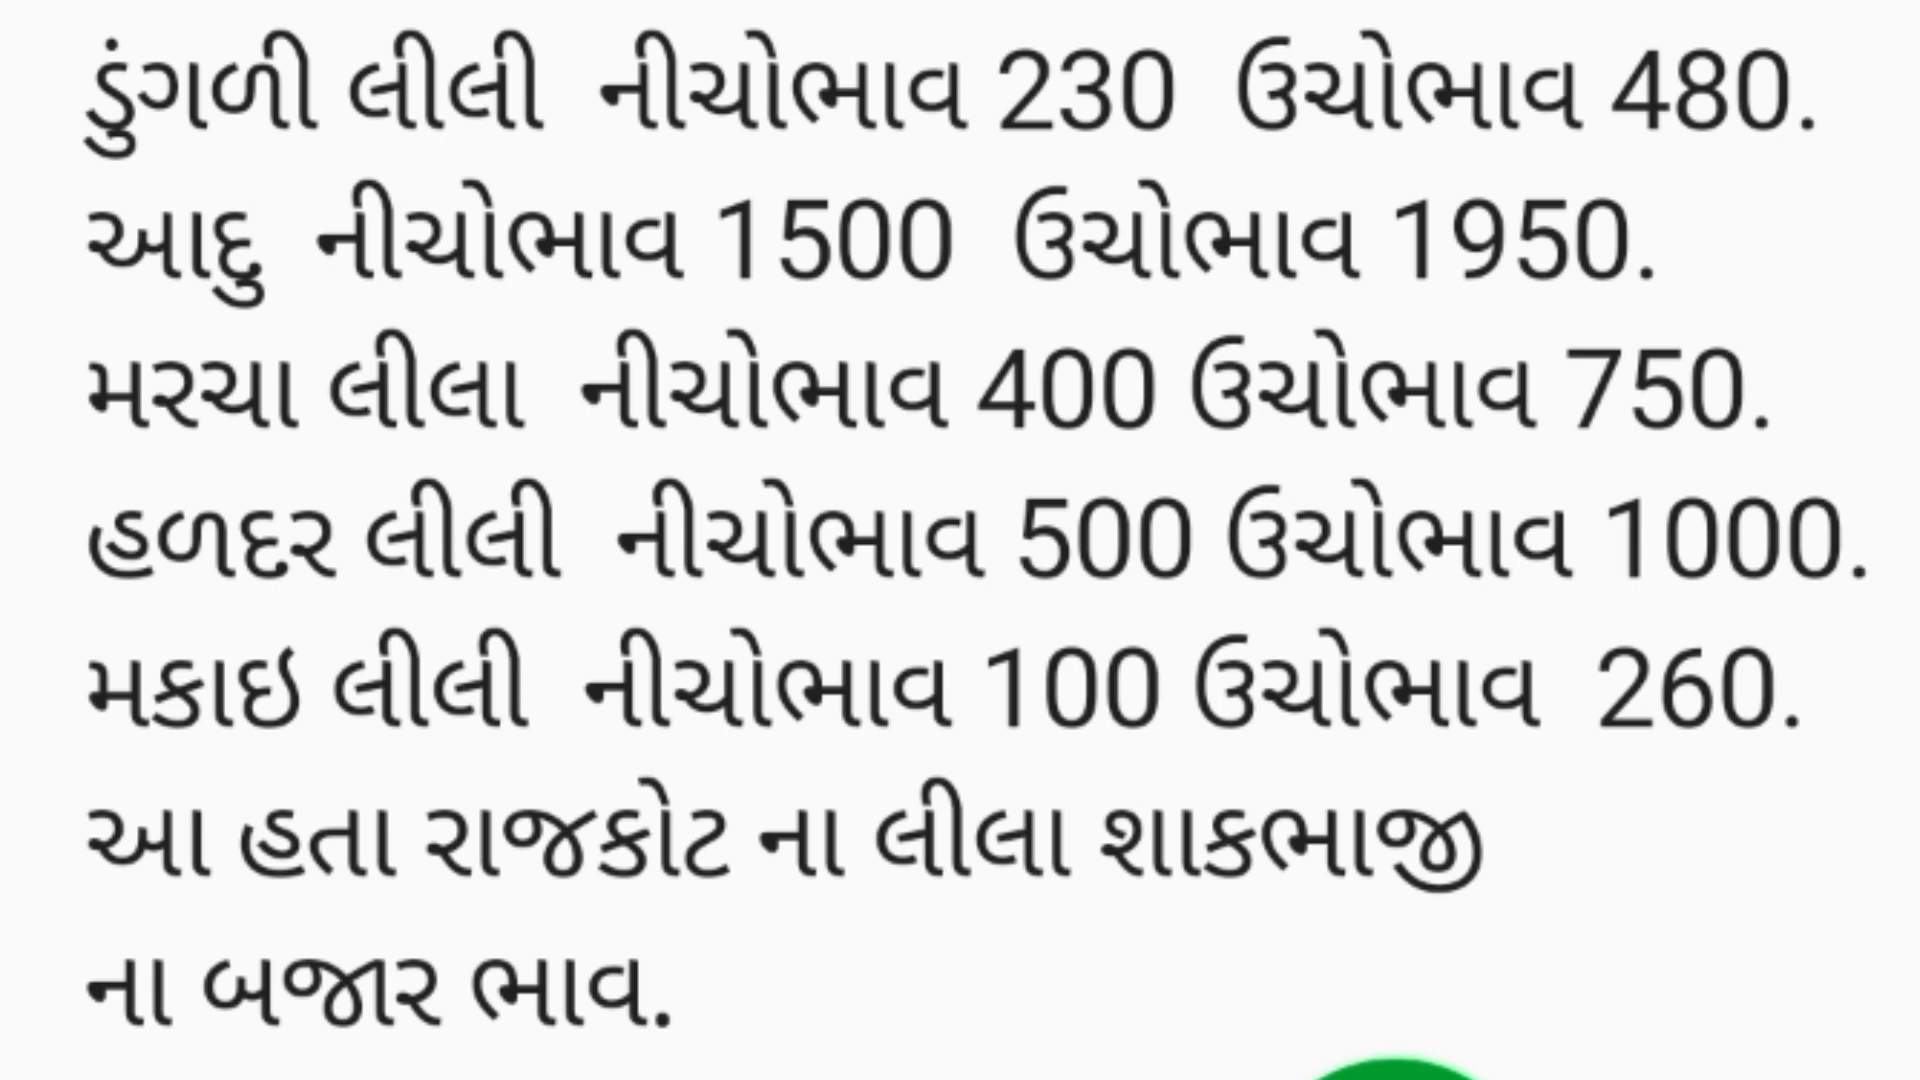 ડુંગળી લીલી નીચોભાવ 230 ઉચોભાવ 480.
આદુ નીચોભાવ 1500 ઉચોભાવ 1950.
મરચા લીલા નીચોભાવ 400 ઉચોભાવ 750.
હળદર લીલી નીચોભાવ 500 ઉચોભાવ 1000.
મકાઇ લીલી નીચોભાવ 100 ઉચોભાવ 260.
આ હતા રાજકોટ ના લીલા શાકભાજી
ના બજાર ભાવ.